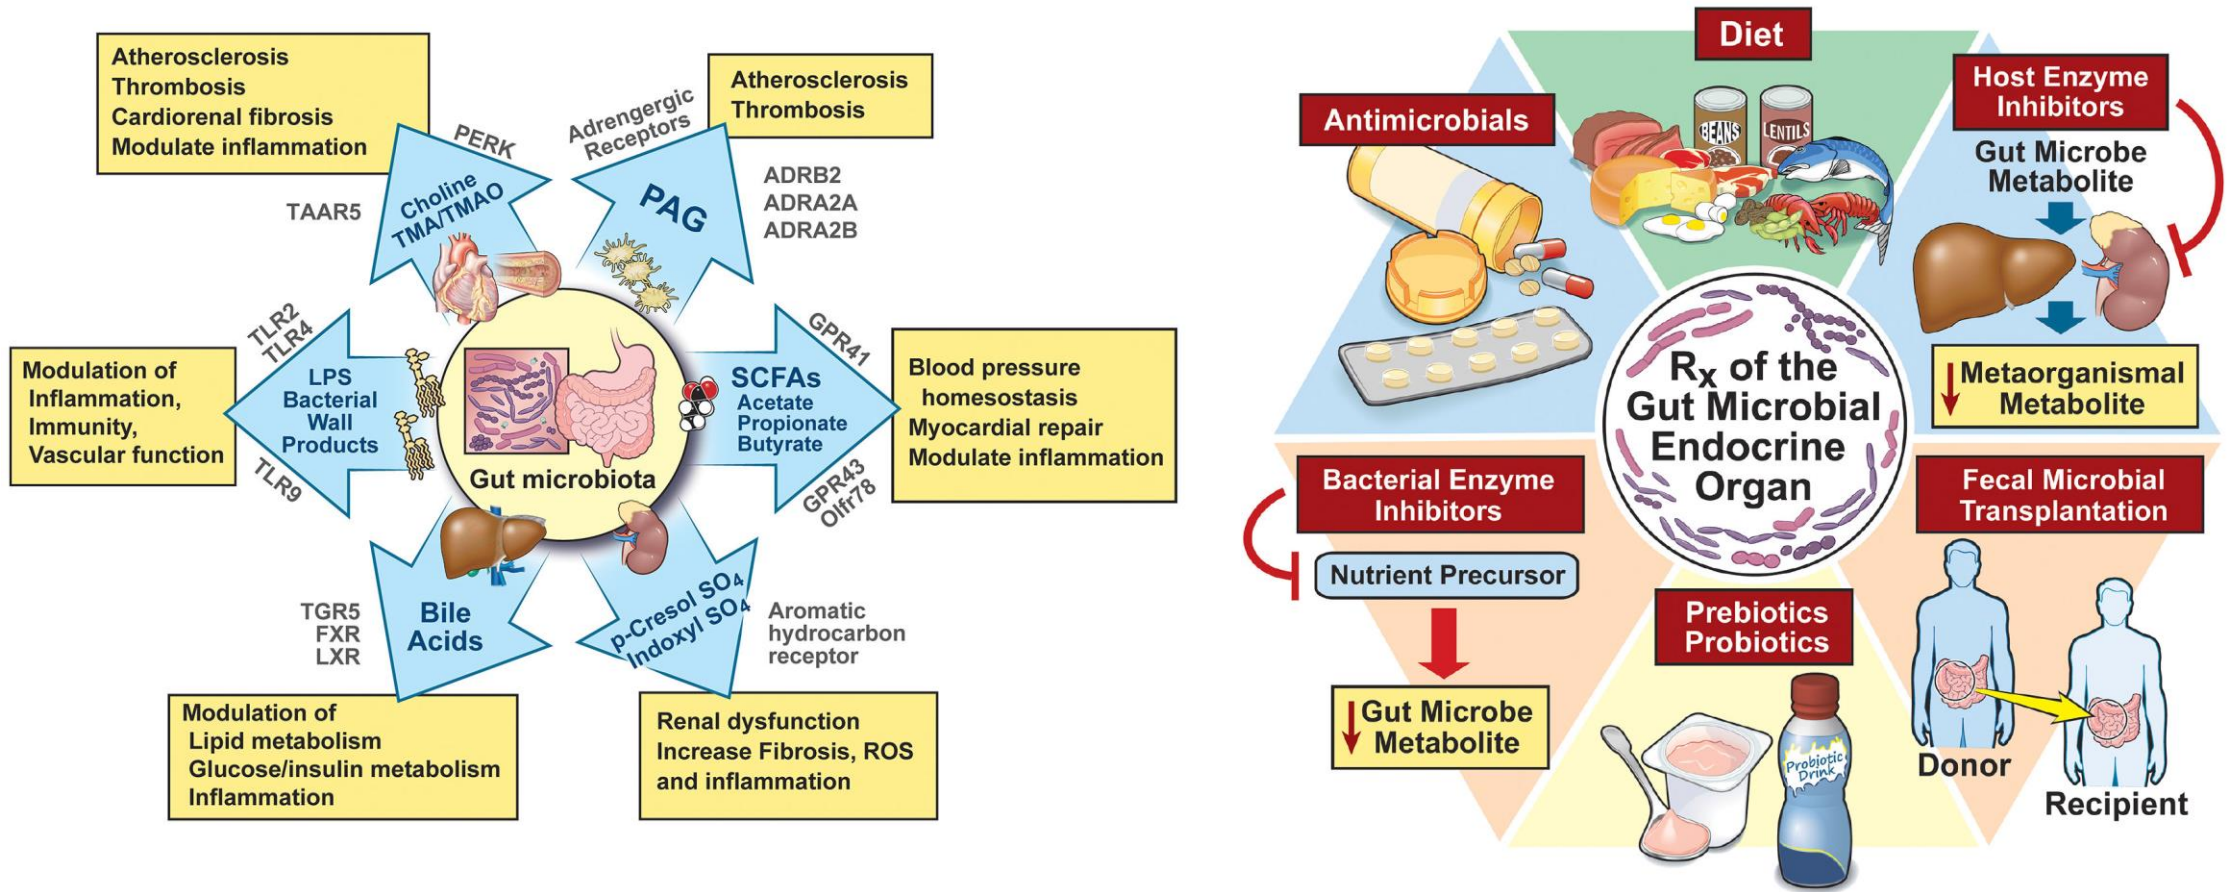 Atherosclerosis
Thrombosis
Cardiorenal fibrosis
Modulate inflammation
PERK
TAAR5
Choline
TMA/TMAO
Adrengergic
Receptors
Atherosclerosis
Thrombosis
PAG
ADRB2
ADRA2A
ADRA2B
TLR2
TLR4
Modulation of
Inflammation,
Immunity,
Vascular function
LPS
Bacterial
Wall
Products
TLR9
Gut microbiota
GPR41
SCFAs
Acetate
Propionate
Butyrate
GPR43
Olfr78
Blood pressure
homesostasis
Myocardial repair
Modulate inflammation
TGR5
FXR
LXR
Bile
Acids
Modulation of
Lipid metabolism
Glucose/insulin metabolism
Inflammation
p-Cresol SO4
Indoxyl SO4
Aromatic
hydrocarbon
receptor
Renal dysfunction
Increase Fibrosis, ROS
and inflammation
Diet
BEANS
LENTILS
Antimicrobials
Host Enzyme
Inhibitors
Gut Microbe
Metabolite
↓ Metaorganismal
Metabolite
Rx of the
Gut Microbial
Endocrine
Organ
Bacterial Enzyme
Inhibitors
Nutrient Precursor
↓ Gut Microbe
Metabolite
Prebiotics
Probiotics
Probiotic
Drink
Fecal Microbial
Transplantation
Donor
Recipient